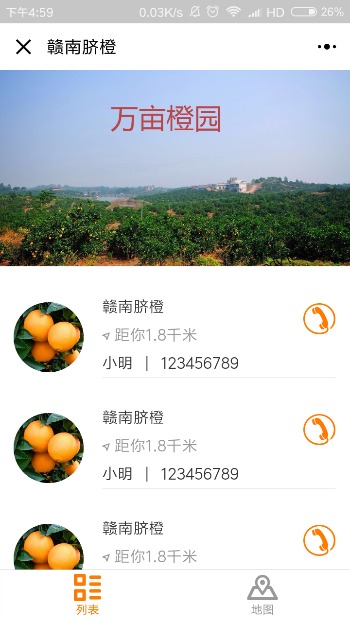 下午4:59 0.03K/s HD 26%
赣南脐橙
万亩橙园
赣南脐橙
距你1.8千米
小明 | 123456789
赣南脐橙
距你1.8千米
小明 | 123456789
赣南脐橙
距你1.8千米
列表 地图